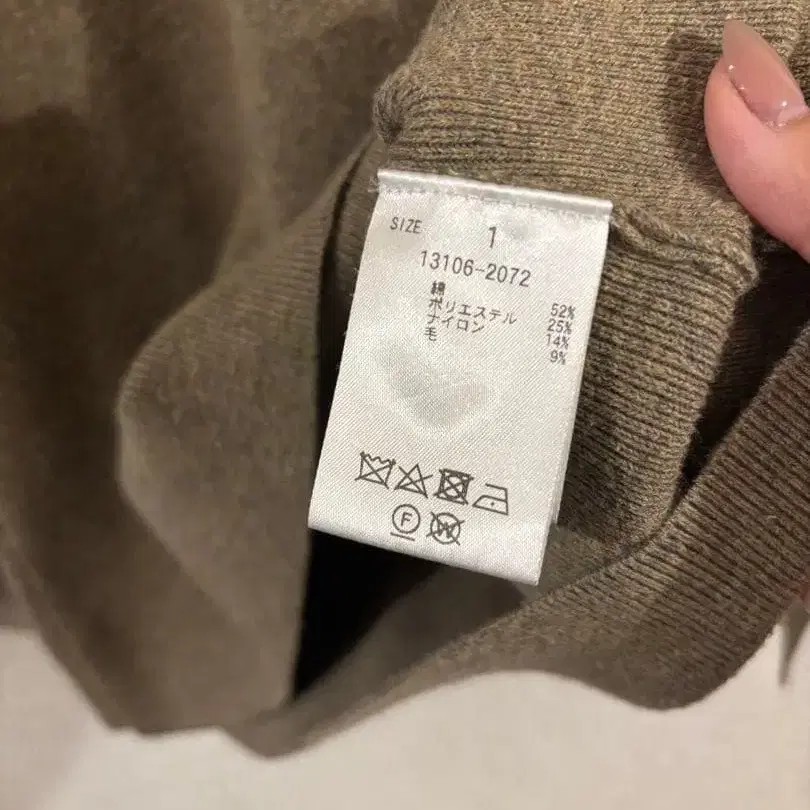 SIZE 1
13106-2072
綿 52%
ポリエステル 25%
ナイロン 14%
毛 9%
F W